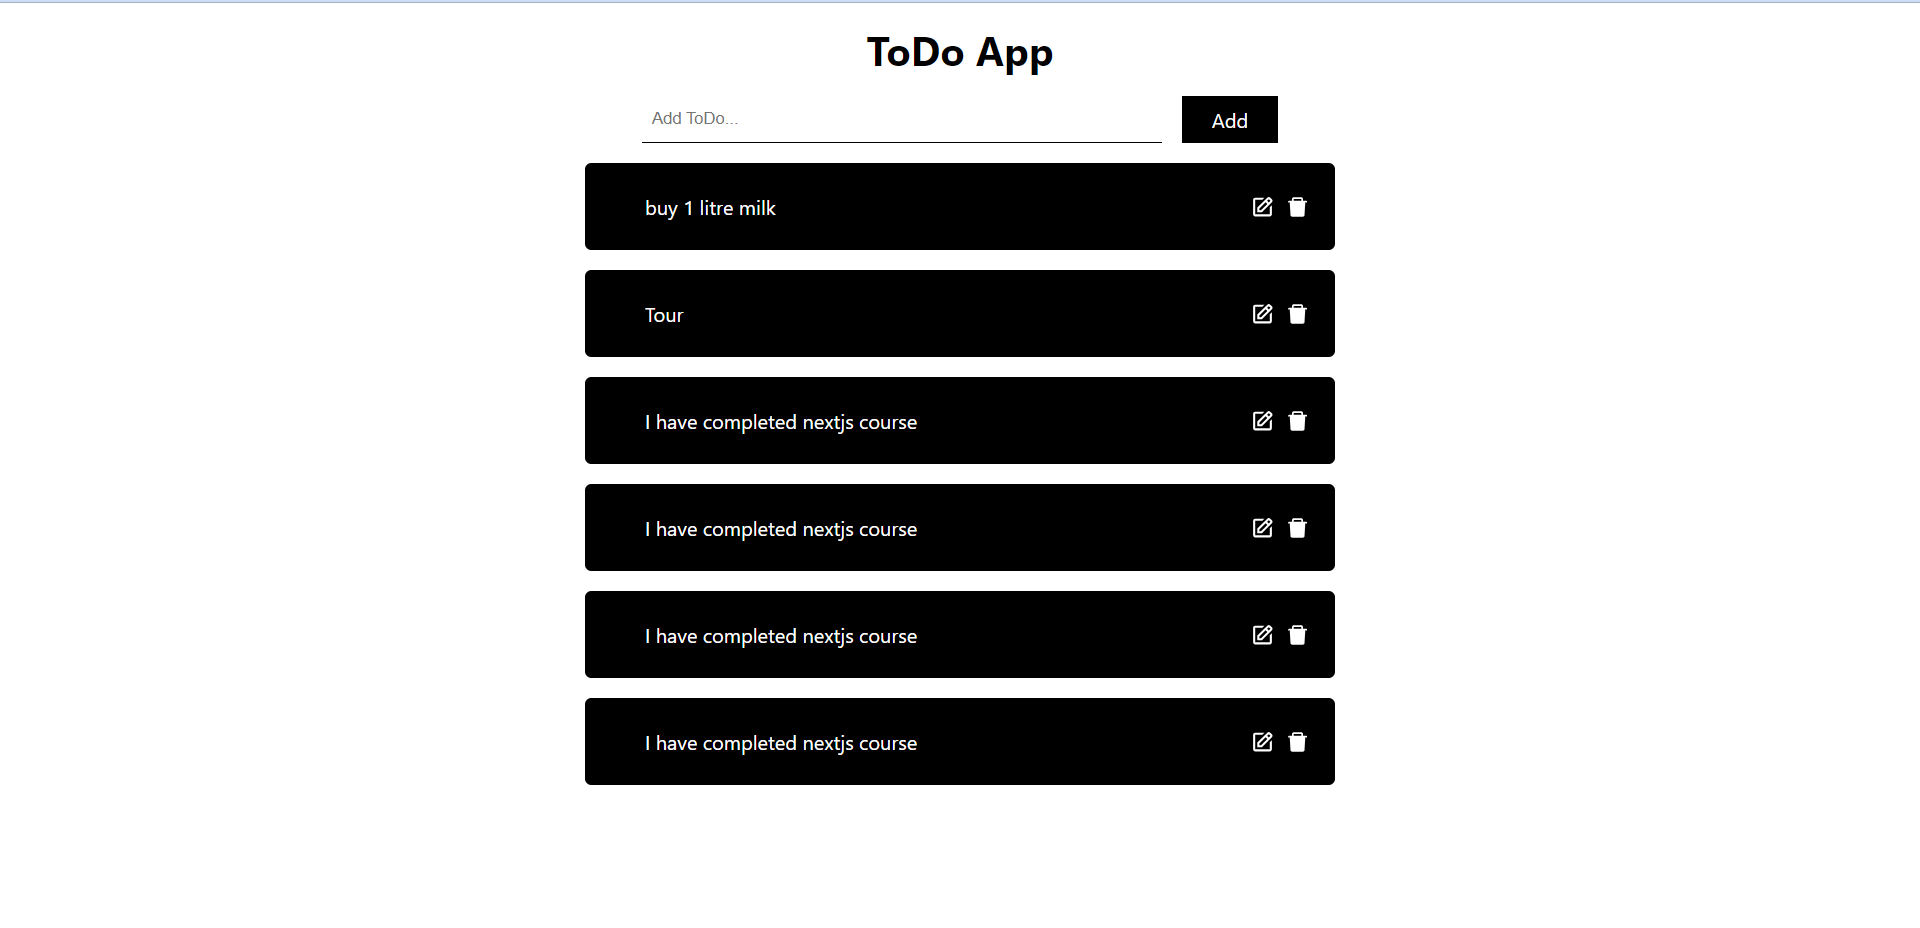 ToDo App
Add ToDo...
Add
buy 1 litre milk
Tour
I have completed nextjs course
I have completed nextjs course
I have completed nextjs course
I have completed nextjs course